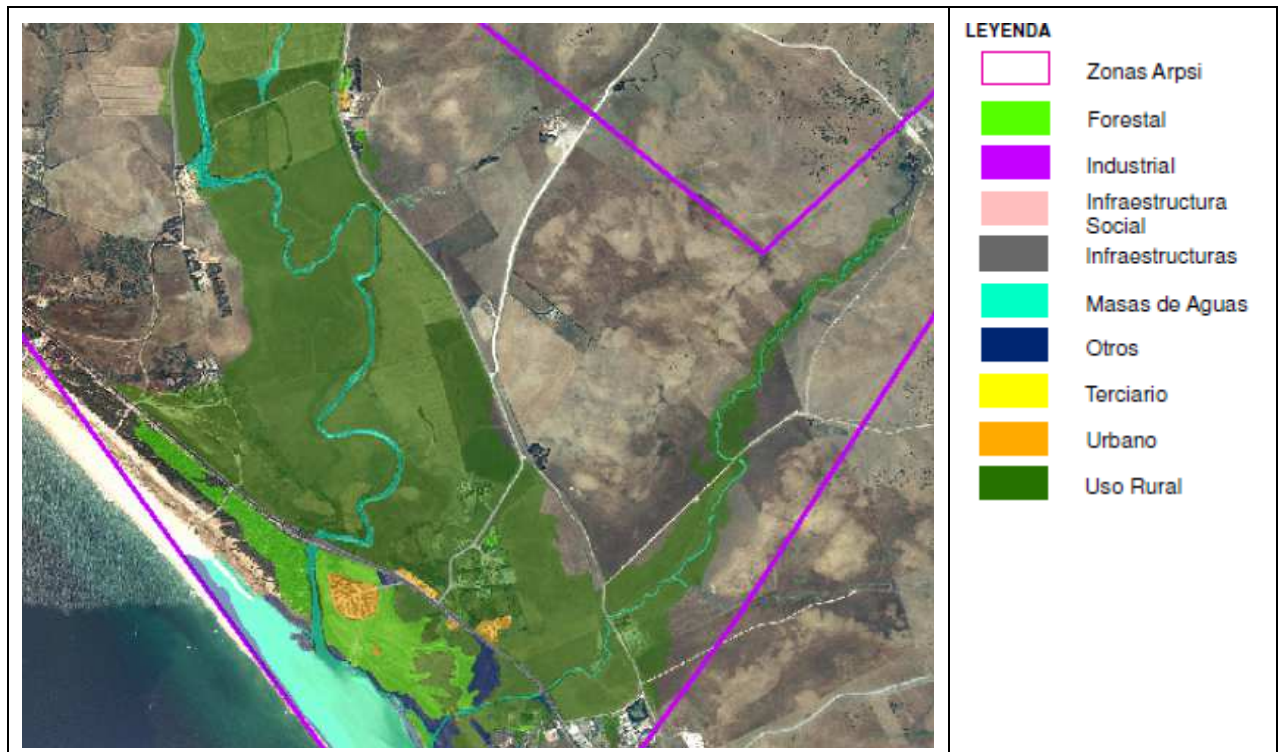 LEYENDA
Zonas Arpsi
Forestal
Industrial
Infraestructura
Social
Infraestructuras
Masas de Aguas
Otros
Terciario
Urbano
Uso Rural